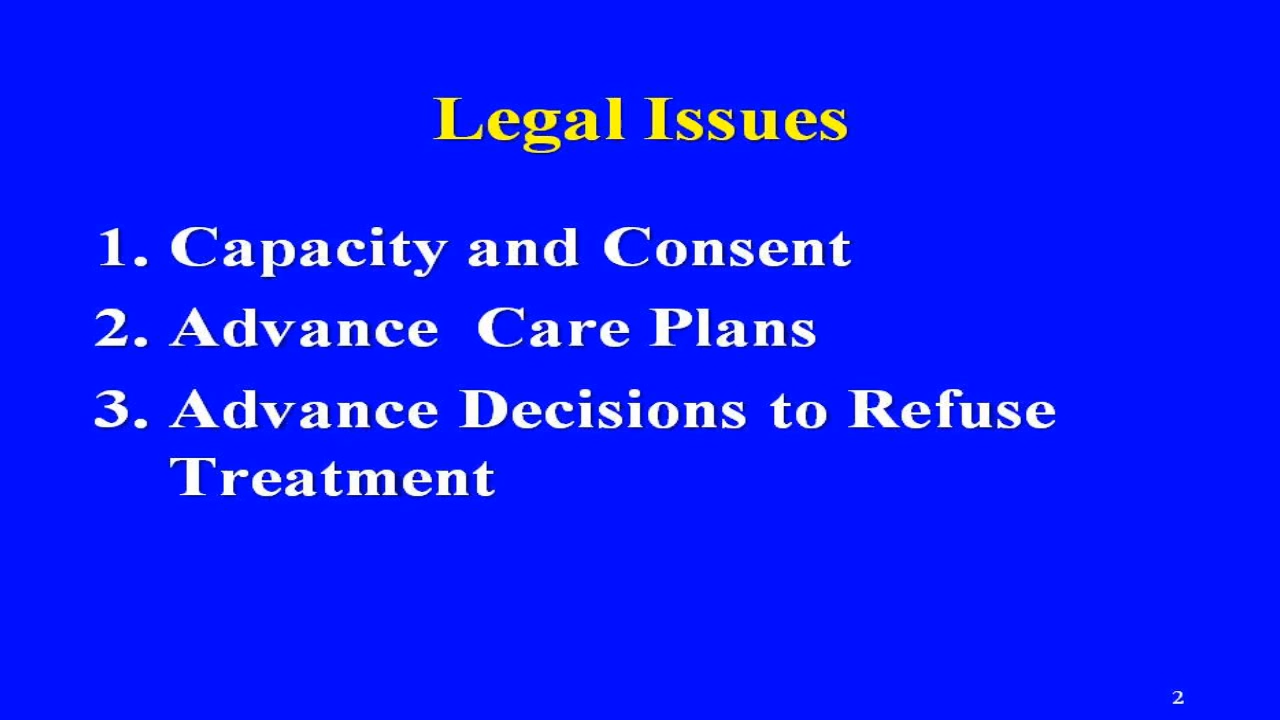 Legal Issues
1. Capacity and Consent
2. Advance  Care Plans
3. Advance Decisions to Refuse
Treatment
2